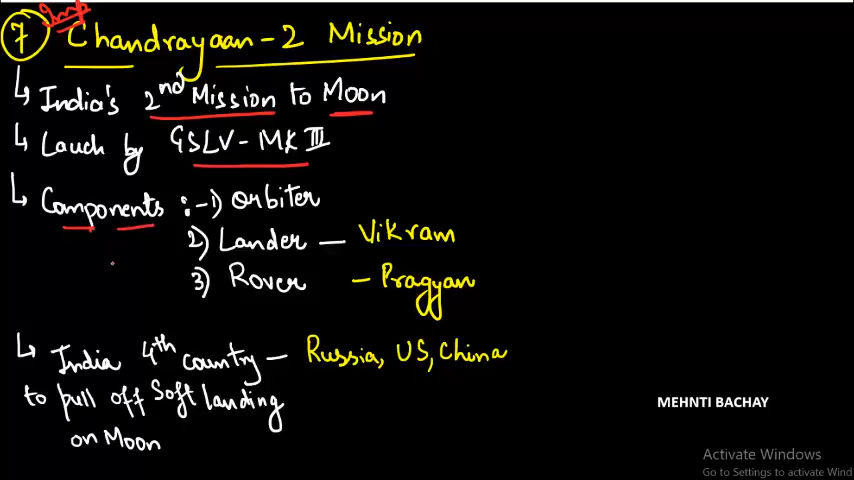 Imp
7 Chandrayaan-2 Mission
↳ India's 2nd Mission to Moon
↳ Lauch by GSLV-MK III
↳ Components :- 1) Orbiter
2) Lander - Vikram
3) Rover - Pragyan
↳ India 4th country - Russia, US, China
to pull off Soft landing
on Moon
MEHNTI BACHAY
Activate Windows
Go to Settings to activate Wind